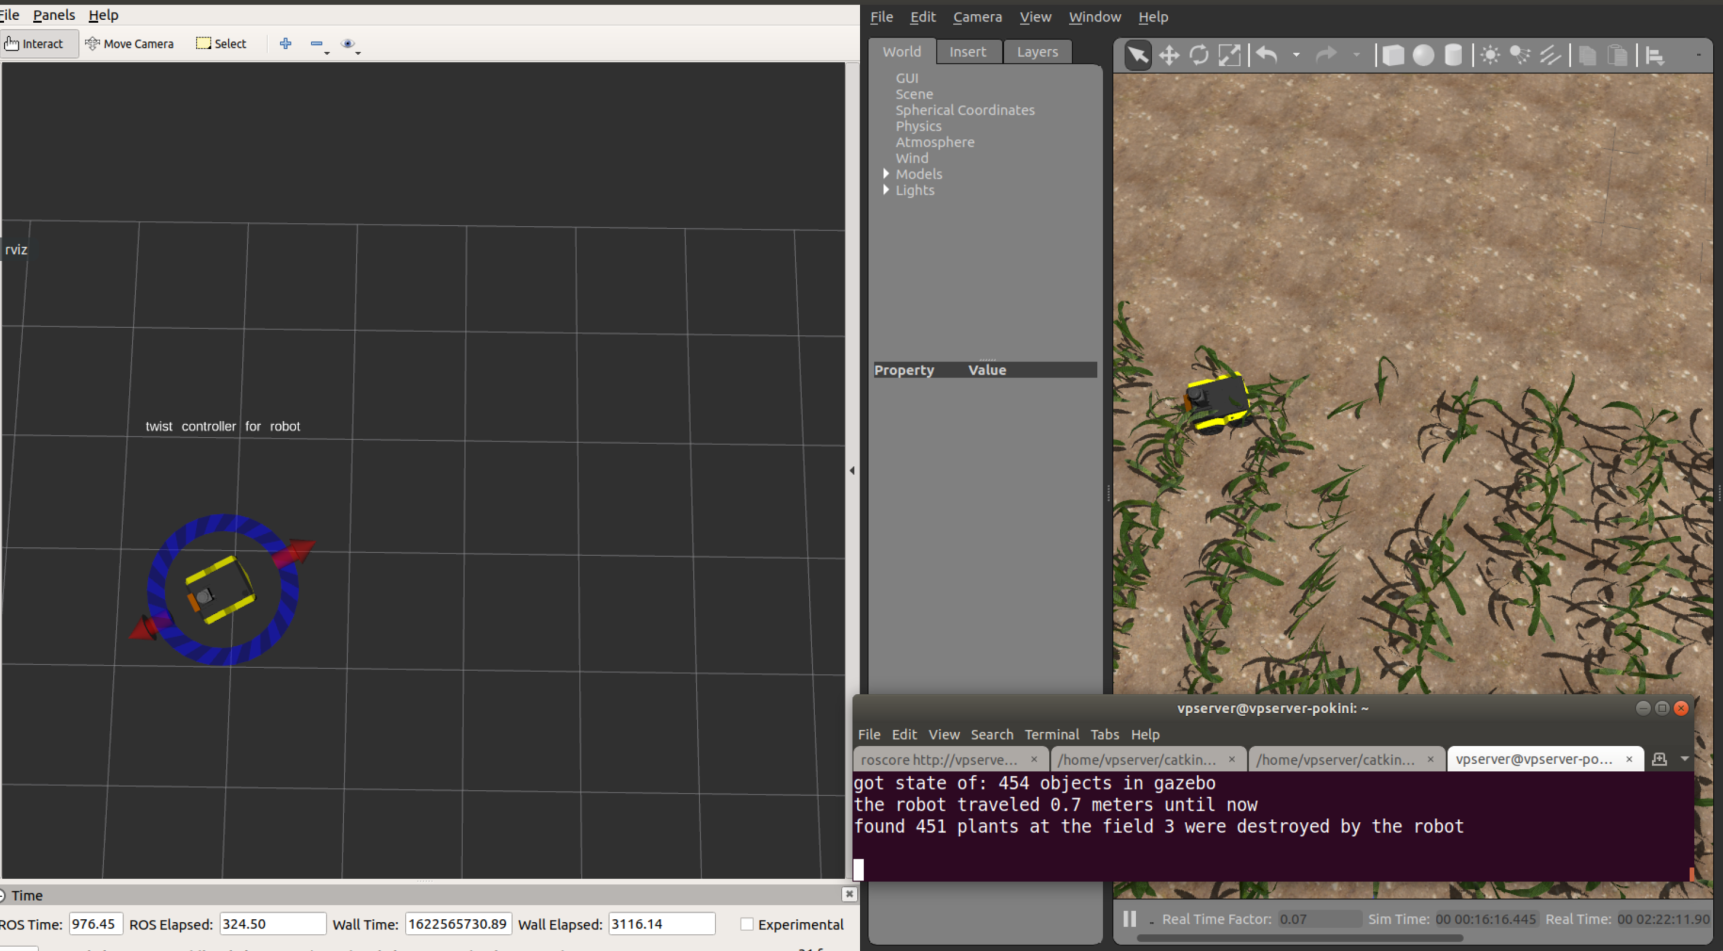 File Panels Help
Interact Move Camera Select
rviz
twist controller for robot
Time
ROS Time: 976.45 ROS Elapsed: 324.50 Wall Time: 1622565730.89 Wall Elapsed: 3116.14 Experimental
File Edit Camera View Window Help
World Insert Layers
GUI
Scene
Spherical Coordinates
Physics
Atmosphere
Wind
Models
Lights
Property Value
vpserver@vpserver-pokini: ~
File Edit View Search Terminal Tabs Help
roscore http://vpserve... × /home/vpserver/catkin... × /home/vpserver/catkin... × vpserver@vpserver-po... ×
got state of: 454 objects in gazebo
the robot traveled 0.7 meters until now
found 451 plants at the field 3 were destroyed by the robot
Real Time Factor: 0.07 Sim Time: 00 00:16:16.445 Real Time: 00 02:22:11.90